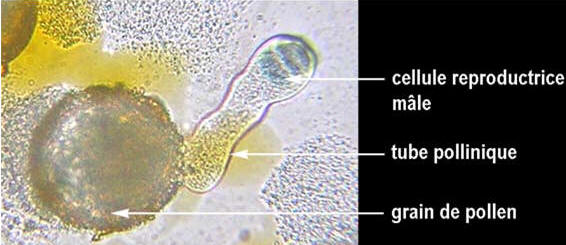 cellule reproductrice
mâle
tube pollinique
grain de pollen